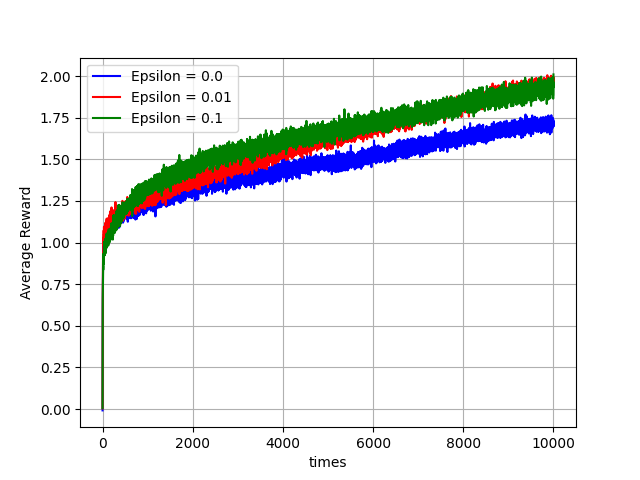 Epsilon = 0.0
Epsilon = 0.01
Epsilon = 0.1
2.00
1.75
1.50
1.25
1.00
0.75
0.50
0.25
0.00
Average Reward
0 2000 4000 6000 8000 10000
times